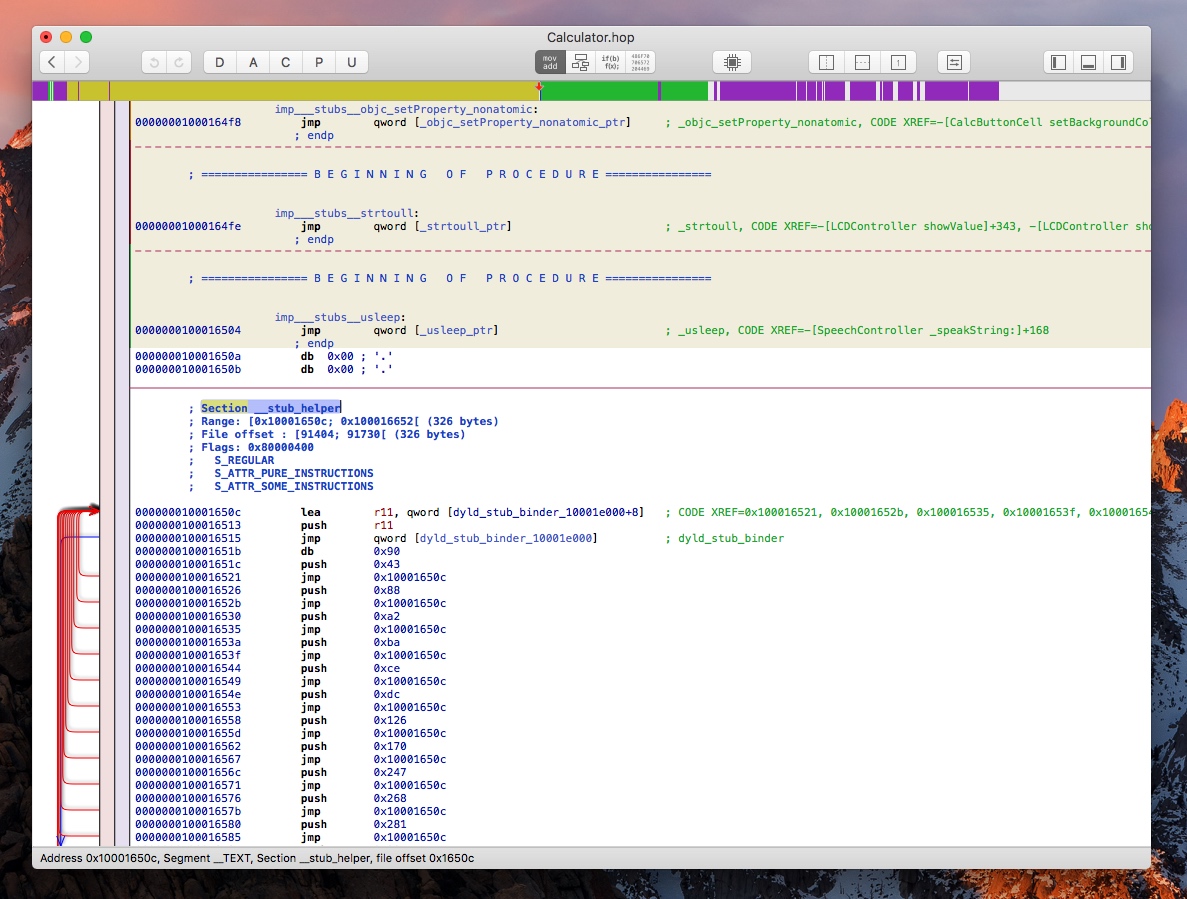 Calculator.hop
D A C P U
mov add
if(b) f(x);
imp___stubs__objc_setProperty_nonatomic:
00000001000164f8 jmp qword [_objc_setProperty_nonatomic_ptr] ; _objc_setProperty_nonatomic, CODE XREF=-[CalcButtonCell setBackgroundCol
; endp
; ================ B E G I N N I N G   O F   P R O C E D U R E ================
imp___stubs__strtoull:
00000001000164fe jmp qword [_strtoull_ptr] ; _strtoull, CODE XREF=-[LCDController showValue]+343, -[LCDController sho
; endp
; ================ B E G I N N I N G   O F   P R O C E D U R E ================
imp___stubs__usleep:
0000000100016504 jmp qword [_usleep_ptr] ; _usleep, CODE XREF=-[SpeechController _speakString:]+168
; endp
000000010001650a db 0x00 ; '.'
000000010001650b db 0x00 ; '.'
; Section __stub_helper
; Range: [0x10001650c; 0x100016652[ (326 bytes)
; File offset : [91404; 91730[ (326 bytes)
; Flags: 0x80000400
; S_REGULAR
; S_ATTR_PURE_INSTRUCTIONS
; S_ATTR_SOME_INSTRUCTIONS
000000010001650c lea r11, qword [dyld_stub_binder_10001e000+8] ; CODE XREF=0x100016521, 0x10001652b, 0x100016535, 0x10001653f, 0x1000154
0000000100016513 push r11
0000000100016515 jmp qword [dyld_stub_binder_10001e000] ; dyld_stub_binder
000000010001651b db 0x90
000000010001651c push 0x43
0000000100016521 jmp 0x10001650c
0000000100016526 push 0x88
000000010001652b jmp 0x10001650c
0000000100016530 push 0xa2
0000000100016535 jmp 0x10001650c
000000010001653a push 0xba
000000010001653f jmp 0x10001650c
0000000100016544 push 0xce
0000000100016549 jmp 0x10001650c
000000010001654e push 0xdc
0000000100016553 jmp 0x10001650c
0000000100016558 push 0x126
000000010001655d jmp 0x10001650c
0000000100016562 push 0x170
0000000100016567 jmp 0x10001650c
000000010001656c push 0x247
0000000100016571 jmp 0x10001650c
0000000100016576 push 0x268
000000010001657b jmp 0x10001650c
0000000100016580 push 0x281
0000000100016585 jmp 0x10001650c
Address 0x10001650c, Segment __TEXT, Section __stub_helper, file offset 0x1650c